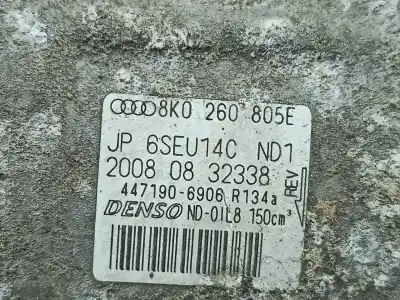 8K0 260 805E
JP 6SEU14C ND1
2008 08 32338
447190-6906 R134a
DENSO ND-OIL8 150cm³
REV